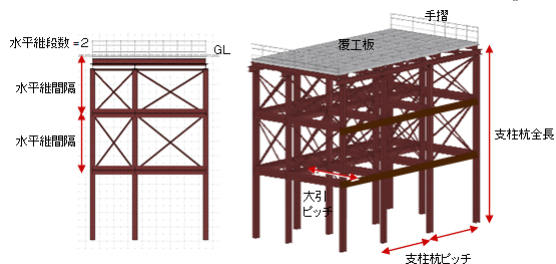 水平継段数=2
GL
水平継間隔
水平継間隔
手摺
覆工板
支柱杭全長
大引
ピッチ
支柱杭ピッチ